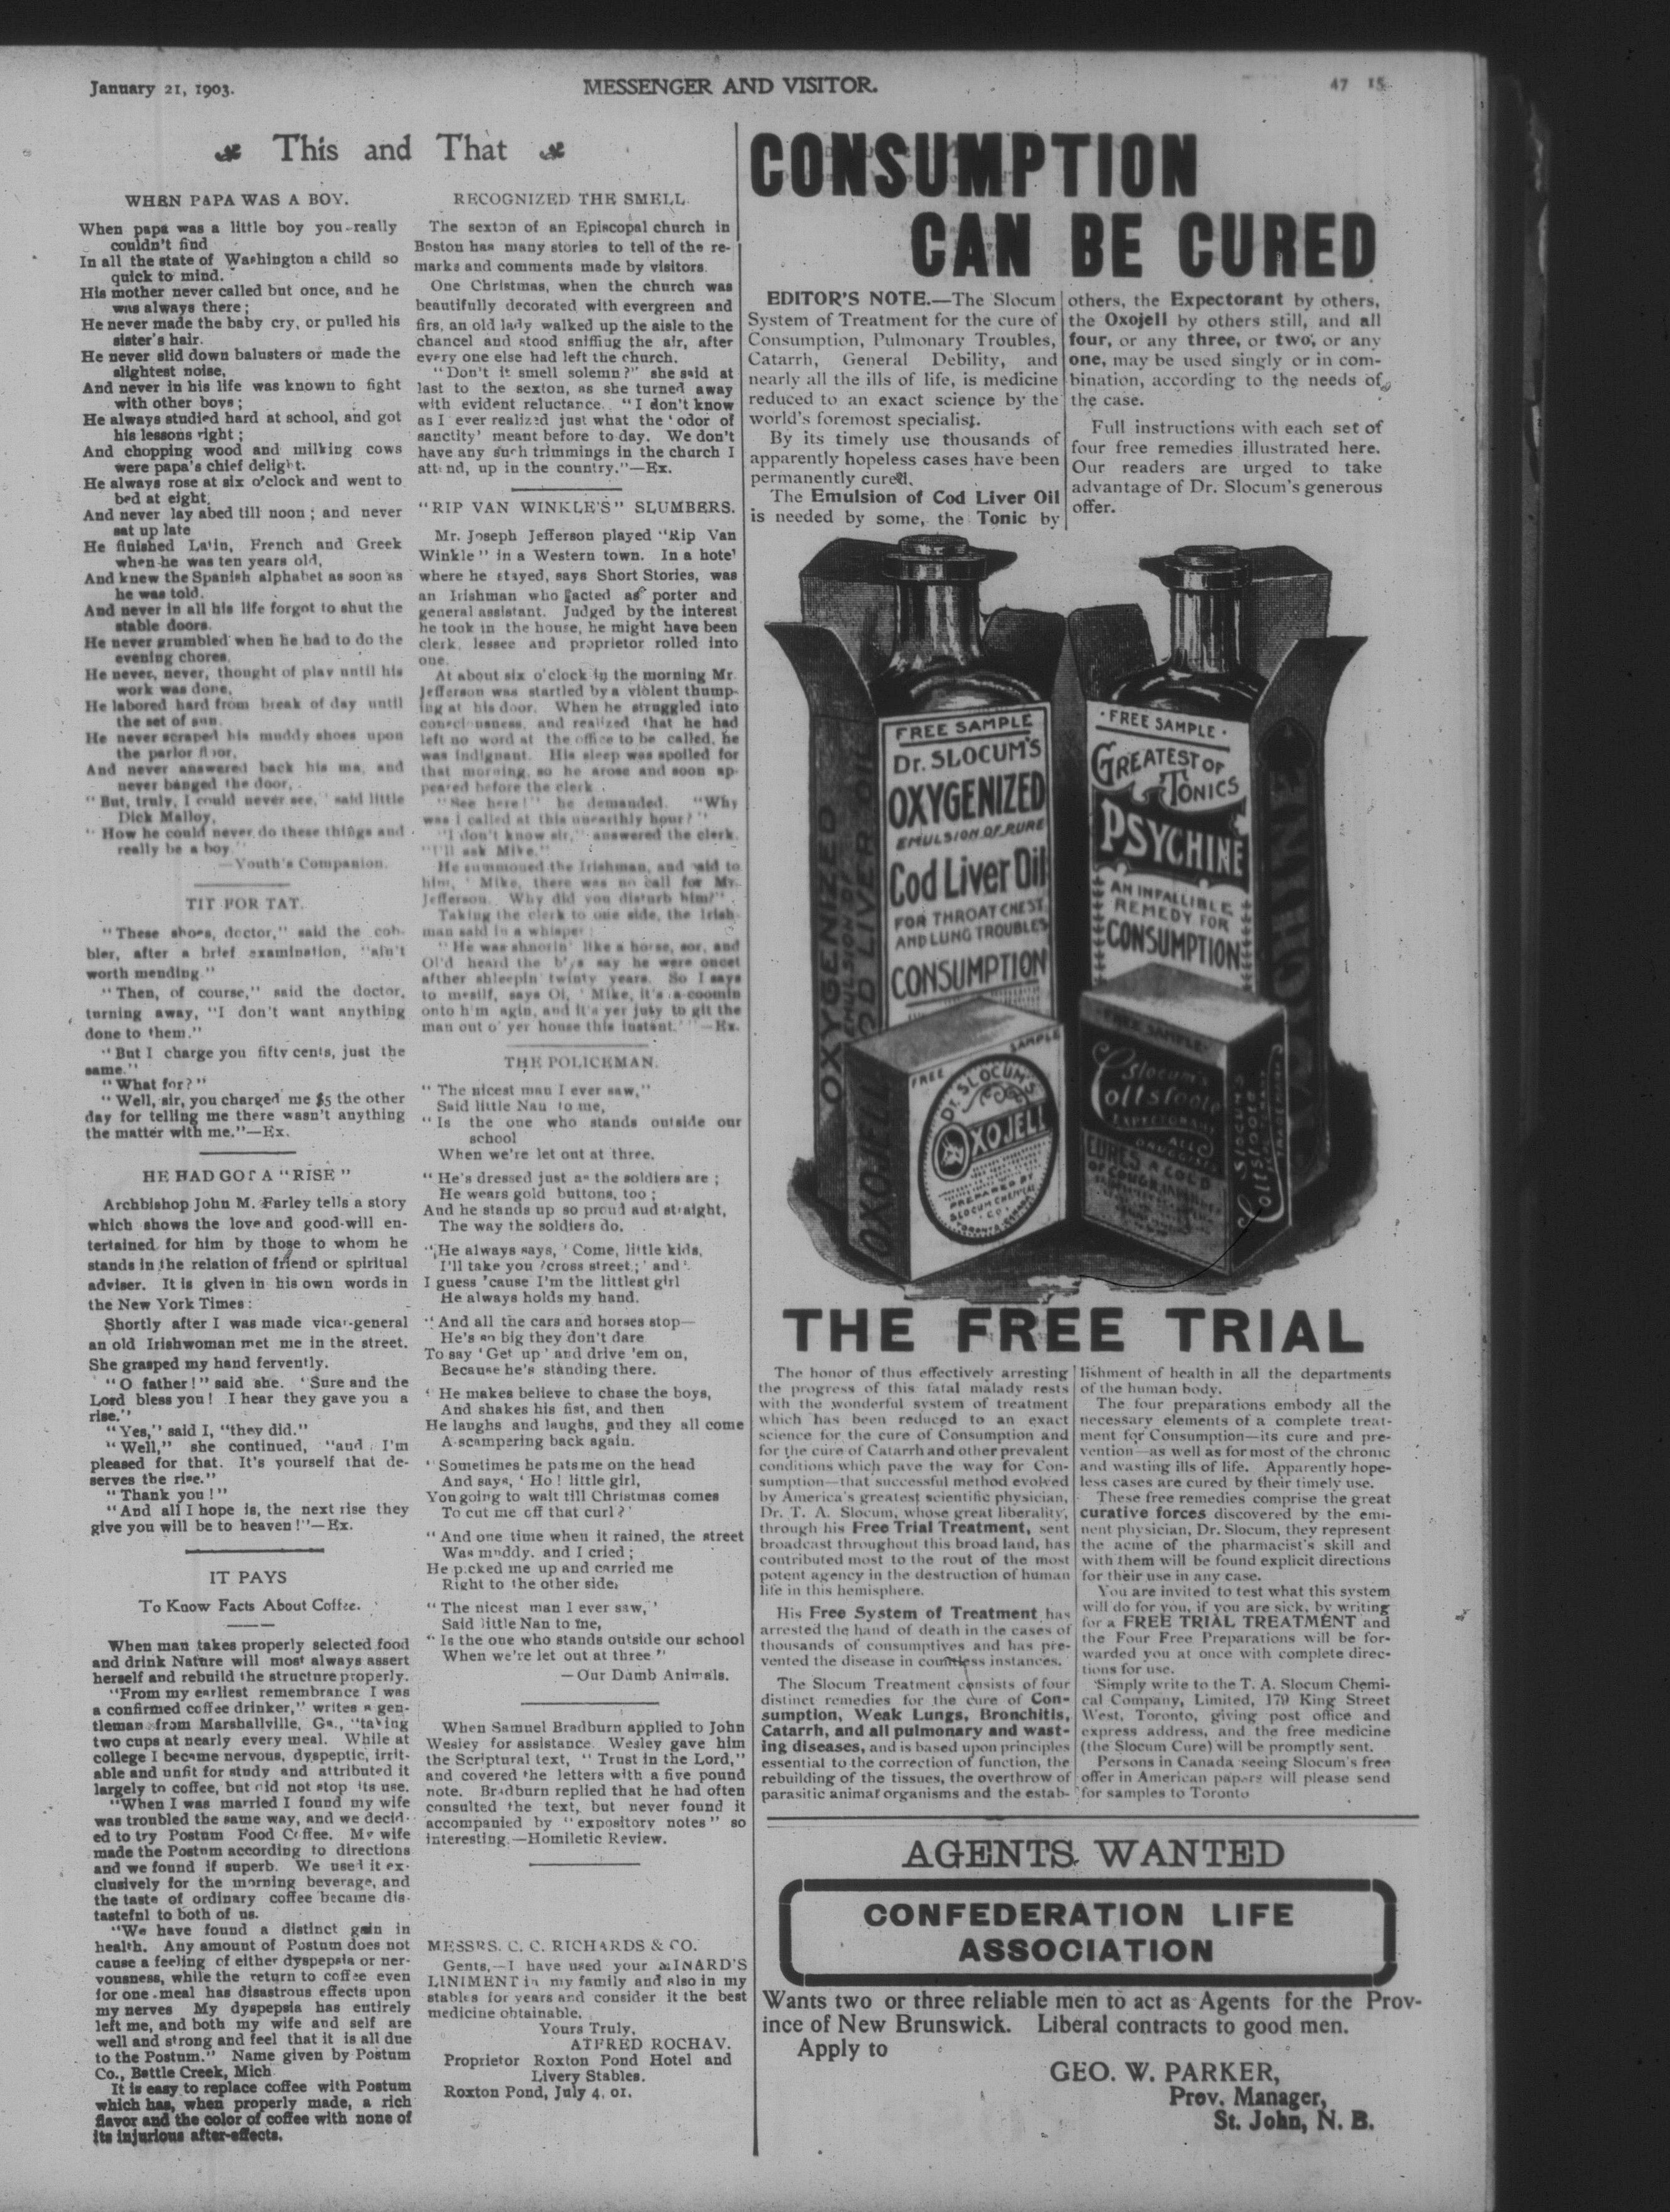 January 21, 1903.
MESSENGER AND VISITOR.
47 15
This and That
WHEN PAPA WAS A BOY.
When papa was a little boy you really
couldn't find
In all the state of Washington a child so
quick to mind.
His mother never called but once, and he
was always there;
He never made the baby cry, or pulled his
sister's hair.
He never slid down balusters or made the
slightest noise,
And never in his life was known to fight
with other boys;
He always studied hard at school, and got
his lessons right;
And chopping wood and milking cows
were papa's chief delight.
He always rose at six o'clock and went to
bed at eight,
And never lay abed till noon; and never
sat up late
He finished Latin, French and Greek
when he was ten years old,
And knew the Spanish alphabet as soon as
he was told.
And never in all his life forgot to shut the
stable doors.
He never grumbled when he had to do the
evening chores.
He never, never, thought of play until his
work was done,
He labored hard from break of day until
the set of sun.
He never scraped his muddy shoes upon
the parlor floor,
And never answered back his ma, and
never banged the door,
"But, truly, I could never see," said little
Dick Malloy,
"How he could never do these things and
really be a boy."
—Youth's Companion.
TIT FOR TAT.
"These shoes, doctor," said the cob-
bler, after a brief examination, "ain't
worth mending."
"Then, of course," said the doctor,
turning away, "I don't want anything
done to them."
"But I charge you fifty cents, just the
same."
"What for?"
"Well, sir, you charged me $5 the other
day for telling me there wasn't anything
the matter with me."—Ex.
HE HAD GOT A "RISE"
Archbishop John M. Farley tells a story
which shows the love and good-will en-
tertained for him by those to whom he
stands in the relation of friend or spiritual
adviser. It is given in his own words in
the New York Times:
Shortly after I was made vicar-general
an old Irishwoman met me in the street.
She grasped my hand fervently.
"O father!" said she. 'Sure and the
Lord bless you! I hear they gave you a
rise."
"Yes," said I, "they did."
"Well," she continued, "and I'm
pleased for that. It's yourself that de-
serves the rise."
"Thank you!"
"And all I hope is, the next rise they
give you will be to heaven!"—Ex.
IT PAYS
To Know Facts About Coffee.
When man takes properly selected food
and drink Nature will most always assert
herself and rebuild the structure properly.
"From my earliest remembrance I was
a confirmed coffee drinker," writes a gen-
tleman from Marshallville, Ga., "taking
two cups at nearly every meal. While at
college I became nervous, dyspeptic, irrit-
able and unfit for study and attributed it
largely to coffee, but did not stop its use.
"When I was married I found my wife
was troubled the same way, and we decid-
ed to try Postum Food Coffee. My wife
made the Postum according to directions
and we found if superb. We used it ex-
clusively for the morning beverage, and
the taste of ordinary coffee became dis-
tasteful to both of us.
"We have found a distinct gain in
health. Any amount of Postum does not
cause a feeling of either dyspepsia or ner-
vousness, while the return to coffee even
for one meal has disastrous effects upon
my nerves My dyspepsia has entirely
left me, and both my wife and self are
well and strong and feel that it is all due
to the Postum." Name given by Postum
Co., Battle Creek, Mich
It is easy to replace coffee with Postum
which has, when properly made, a rich
flavor and the color of coffee with none of
its injurious after-effects.
RECOGNIZED THE SMELL.
The sexton of an Episcopal church in
Boston has many stories to tell of the re-
marks and comments made by visitors.
One Christmas, when the church was
beautifully decorated with evergreen and
firs, an old lady walked up the aisle to the
chancel and stood sniffing the air, after
every one else had left the church.
"Don't it smell solemn?" she said at
last to the sexton, as she turned away
with evident reluctance. "I don't know
as I ever realized just what the 'odor of
sanctity' meant before to day. We don't
have any such trimmings in the church I
attend, up in the country."—Ex.
"RIP VAN WINKLE'S" SLUMBERS.
Mr. Joseph Jefferson played "Rip Van
Winkle" in a Western town. In a hotel
where he stayed, says Short Stories, was
an Irishman who acted as porter and
general assistant. Judged by the interest
he took in the house, he might have been
clerk, lessee and proprietor rolled into
one.
At about six o'clock in the morning Mr.
Jefferson was startled by a violent thump-
ing at his door. When he struggled into
consciousness, and realized that he had
left no word at the office to be called, he
was indignant. His sleep was spoiled for
that morning, so he arose and soon ap-
peared before the clerk.
"See here!" he demanded. "Why
was I called at this unearthly hour?"
"I don't know sir," answered the clerk.
"I'll ask Mike."
He summoned the Irishman, and said to
him, 'Mike, there was no call for Mr.
Jefferson. Why did you disturb him?"
Taking the clerk to one side, the Irish-
man said in a whisper:
"He was shnorin' like a horse, sor, and
Oi'd heard the b'ys say he were oncet
afther shleepin' twinty years. So I says
to mesilf, says Oi, 'Mike, it's a-coomin
onto h'm agin, and it's yer juty to git the
man out o' yer house this instant.'"—Ex.
THE POLICEMAN.
"The nicest man I ever saw,"
Said little Nan to me,
"Is the one who stands outside our
school
When we're let out at three.
"He's dressed just as the soldiers are;
He wears gold buttons, too;
And he stands up so proud aud straight,
The way the soldiers do.
"He always says, 'Come, little kids,
I'll take you 'cross street;' and
I guess 'cause I'm the littlest girl
He always holds my hand.
"And all the cars and horses stop—
He's so big they don't dare
To say 'Get up' and drive 'em on,
Because he's standing there.
'He makes believe to chase the boys,
And shakes his fist, and then
He laughs and laughs, and they all come
A-scampering back again.
"Sometimes he pats me on the head
And says, 'Ho! little girl,
You going to wait till Christmas comes
To cut me off that curl?'
"And one time when it rained, the street
Was muddy, and I cried;
He picked me up and carried me
Right to the other side,
"The nicest man I ever saw,"
Said little Nan to me,
"Is the one who stands outside our school
When we're let out at three"
—Our Dumb Animals.
When Samuel Bradburn applied to John
Wesley for assistance Wesley gave him
the Scriptural text, "Trust in the Lord,"
and covered the letters with a five pound
note. Bradburn replied that he had often
consulted the text, but never found it
accompanied by "expository notes" so
interesting.—Homiletic Review.
MESSRS. C. C. RICHARDS & CO.
Gents,—I have used your MINARD'S
LINIMENT in my family and also in my
stables for years and consider it the best
medicine obtainable.
Yours Truly,
ALFRED ROCHAV.
Proprietor Roxton Pond Hotel and
Livery Stables.
Roxton Pond, July 4, 01.
CONSUMPTION
CAN BE CURED
EDITOR'S NOTE.—The Slocum
System of Treatment for the cure of
Consumption, Pulmonary Troubles,
Catarrh, General Debility, and
nearly all the ills of life, is medicine
reduced to an exact science by the
world's foremost specialist.
By its timely use thousands of
apparently hopeless cases have been
permanently cured.
The Emulsion of Cod Liver Oil
is needed by some, the Tonic by
others, the Expectorant by others,
the Oxojell by others still, and all
four, or any three, or two, or any
one, may be used singly or in com-
bination, according to the needs of
the case.
Full instructions with each set of
four free remedies illustrated here.
Our readers are urged to take
advantage of Dr. Slocum's generous
offer.
FREE SAMPLE
Dr. SLOCUM'S
OXYGENIZED
EMULSION OF PURE
Cod Liver Oil
FOR THROAT CHEST
AND LUNG TROUBLES
CONSUMPTION
OXYGENIZED
EMULSION OF
COD LIVER OIL
FREE SAMPLE
GREATEST OF
TONICS
PSYCHINE
AN INFALLIBLE
REMEDY FOR
CONSUMPTION
PSYCHINE
FREE SAMPLE
DR. SLOCUM'S
OXOJELL
PREPARED BY
SLOCUM CHEMICAL
CO.
TORONTO CANADA
OXOJELL
FREE SAMPLE
Slocum's
Coltsfoote
EXPECTORANT
CURES A COLD
SLOCUMS
Coltsfoote
THE FREE TRIAL
The honor of thus effectively arresting
the progress of this fatal malady rests
with the wonderful system of treatment
which has been reduced to an exact
science for the cure of Consumption and
for the cure of Catarrh and other prevalent
conditions which pave the way for Con-
sumption—that successful method evolved
by America's greatest scientific physician,
Dr. T. A. Slocum, whose great liberality,
through his Free Trial Treatment, sent
broadcast throughout this broad land, has
contributed most to the rout of the most
potent agency in the destruction of human
life in this hemisphere.
His Free System of Treatment has
arrested the hand of death in the cases of
thousands of consumptives and has pre-
vented the disease in countless instances.
The Slocum Treatment consists of four
distinct remedies for the cure of Con-
sumption, Weak Lungs, Bronchitis,
Catarrh, and all pulmonary and wast-
ing diseases, and is based upon principles
essential to the correction of function, the
rebuilding of the tissues, the overthrow of
parasitic animal organisms and the estab-
lishment of health in all the departments
of the human body.
The four preparations embody all the
necessary elements of a complete treat-
ment for Consumption—its cure and pre-
vention—as well as for most of the chronic
and wasting ills of life. Apparently hope-
less cases are cured by their timely use.
These free remedies comprise the great
curative forces discovered by the emi-
nent physician, Dr. Slocum, they represent
the acme of the pharmacist's skill and
with them will be found explicit directions
for their use in any case.
You are invited to test what this system
will do for you, if you are sick, by writing
for a FREE TRIAL TREATMENT and
the Four Free Preparations will be for-
warded you at once with complete direc-
tions for use.
Simply write to the T. A. Slocum Chemi-
cal Company, Limited, 179 King Street
West, Toronto, giving post office and
express address, and the free medicine
(the Slocum Cure) will be promptly sent.
Persons in Canada seeing Slocum's free
offer in American papers will please send
for samples to Toronto
AGENTS WANTED
CONFEDERATION LIFE
ASSOCIATION
Wants two or three reliable men to act as Agents for the Prov-
ince of New Brunswick. Liberal contracts to good men.
Apply to
GEO. W. PARKER,
Prov. Manager,
St. John, N. B.